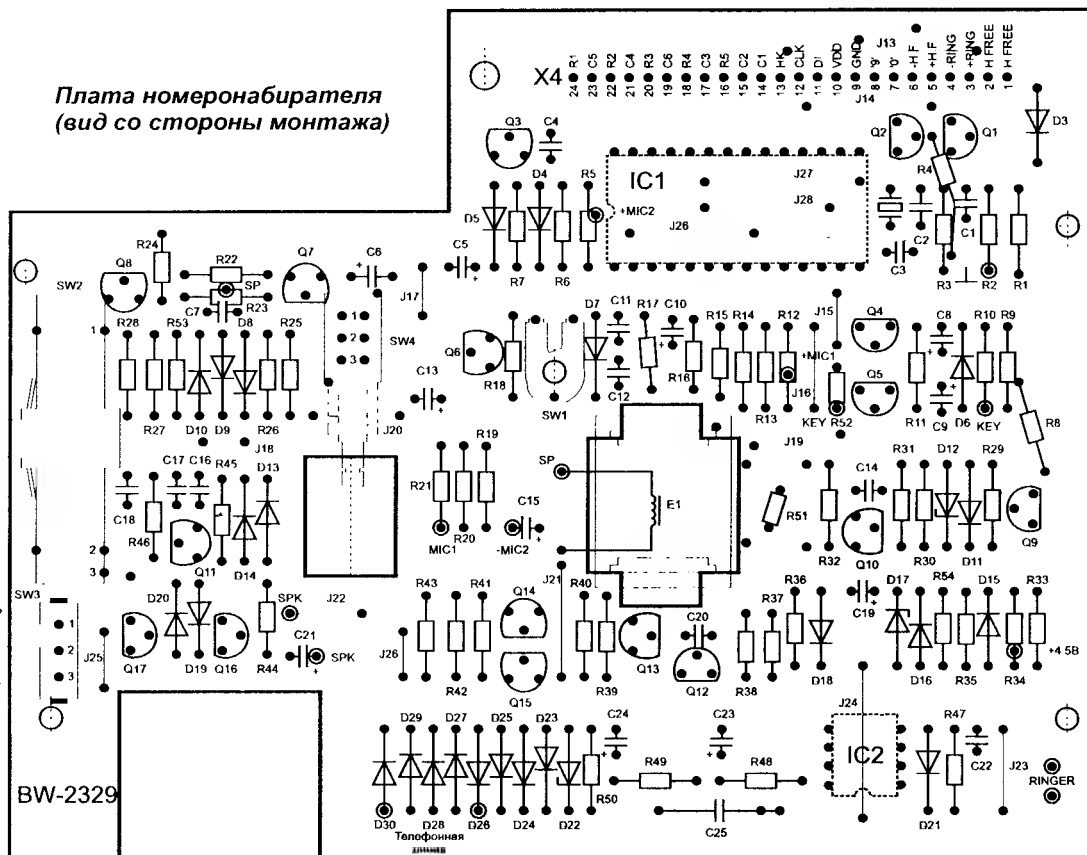 Плата номеронабирателя
(вид со стороны монтажа)
X4
24 R1
23 C5
22 R2
21 C4
20 R3
19 C6
18 R4
17 C3
16 R5
15 C2
14 C1
13 HK
12 CLK
11 D!
10 VDD
9 GND
8 '9'
7 '0'
6 -H F
5 +H.F
4 -RING
3 +RING
2 H FREE
1 H FREE
J13
J14
Q3 C4 Q2 Q1 D3
R4
IC1
J27
J28
J26
D5 D4 R5 +MIC2
R7 R6
C2 C1 C3
R3 R2 R1
R24 Q8 R22 SP Q7 C6 C5
SW2 R23 C7 J17
R28 R53 D8 R25
1
1
2
3
SW4
R27 D10 D9 R26
Q6 R18 SW1 D7 C11 R17 C10 C12 R16
R15 R14 R12 +MIC1 J15
R13 J16 KEY R52
Q4 Q5 C8 R10 R9
R11 C9 D6 KEY R8
C13 J20 J18 J19
C17 C16 R45 D13
C18 R46 Q11 D14
R21 R20 R19 MIC1
C15 -MIC2
SP E1
R51 R32 C14 Q10
R31 D12 R29
R30 D11 Q9
2
3
SW3
1
2
3
J25
Q17 D20 D19 Q16 R44
SPK
C21 SPK
J22
J26
R43 R41 R42
Q14 Q15 J21
R40 R39 Q13
C20 Q12
R37 R38 R36 D18
C19 D17 R54 D15 R33
D16 R35 R34 +4 5B
J24
BW-2329
D29 D27 D25 D23
D30 D28 D26 D24 D22
R50
C24 C23
R49 R48
C25
IC2
R47 C22 D21
J23
RINGER
Телефонная